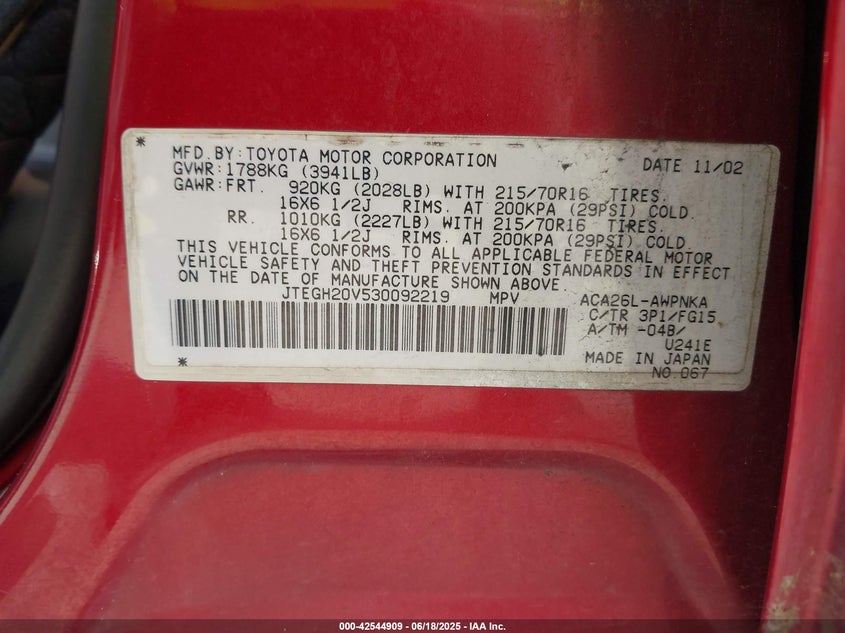 MFD.BY:TOYOTA MOTOR CORPORATION DATE 11/02
GVWR:1788KG (3941LB)
GAWR:FRT. 920KG (2028LB) WITH 215/70R16 TIRES.
16X6 1/2J RIMS. AT 200KPA (29PSI) COLD.
RR. 1010KG (2227LB) WITH 215/70R16 TIRES.
16X6 1/2J RIMS. AT 200KPA (29PSI) COLD.
THIS VEHICLE CONFORMS TO ALL APPLICABLE FEDERAL MOTOR
VEHICLE SAFETY AND THEFT PREVENTION STANDARDS IN EFFECT
ON THE DATE OF MANUFACTURE SHOWN ABOVE.
JTEGH20V530092219 MPV ACA26L-AWPNKA
C/TR 3P1/FG15
A/TM -04B/
U241E
MADE IN JAPAN
NO.067
000-42544909 - 06/18/2025 - IAA Inc.